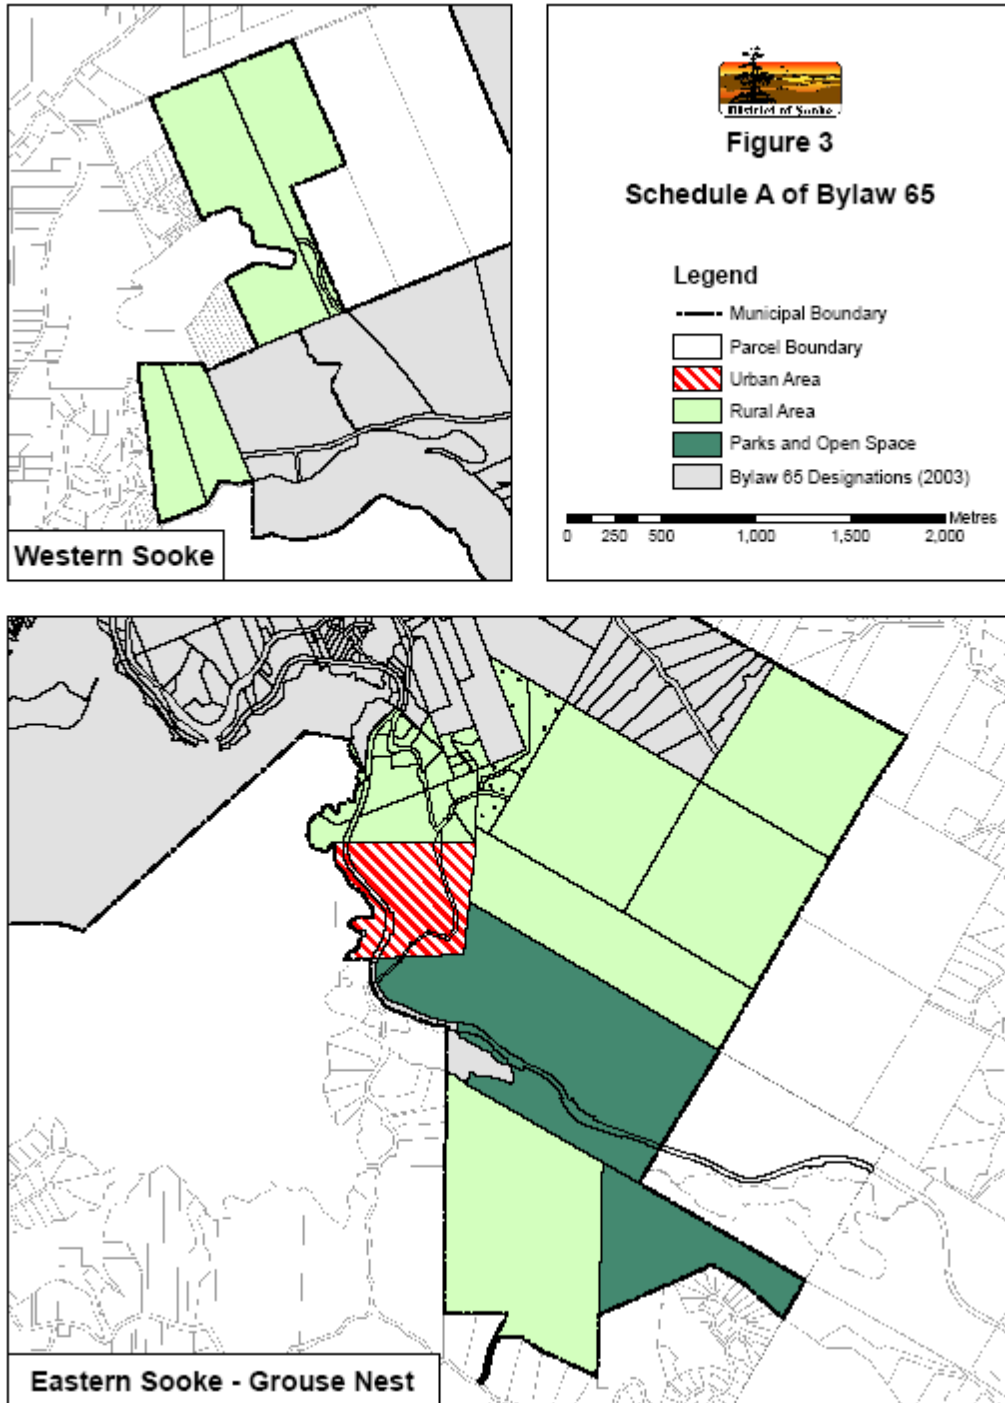 Western Sooke
District of Sooke
Figure 3
Schedule A of Bylaw 65
Legend
Municipal Boundary
Parcel Boundary
Urban Area
Rural Area
Parks and Open Space
Bylaw 65 Designations (2003)
Metres
0 250 500 1,000 1,500 2,000
Eastern Sooke - Grouse Nest